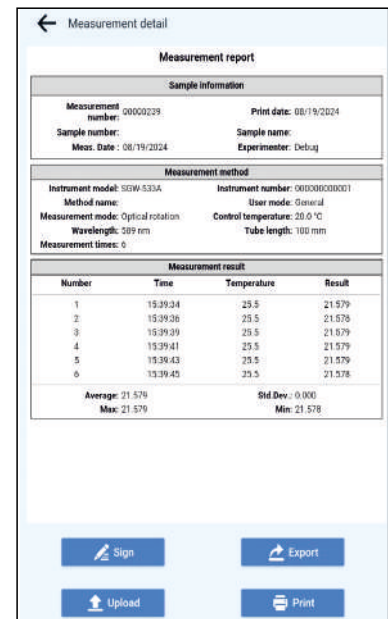 Measurement detail
Measurement report
Sample information
Measurement number: 00000239 Print date: 08/19/2024
Sample number: Sample name:
Meas. Date : 08/19/2024 Experimenter: Debug
Measurement method
Instrument model: SGW-533A Instrument number: 000000000001
Method name: User mode: General
Measurement mode: Optical rotation Control temperature: 20.0 °C
Wavelength: 589 nm Tube length: 100 mm
Measurement times: 6
Measurement result
Number Time Temperature Result
1 15:39:34 25.5 21.579
2 15:39:36 25.5 21.578
3 15:39:39 25.5 21.579
4 15:39:41 25.5 21.579
5 15:39:43 25.5 21.579
6 15:39:45 25.5 21.578
Average: 21.579 Std.Dev.: 0.000
Max: 21.579 Min: 21.578
Sign Export
Upload Print